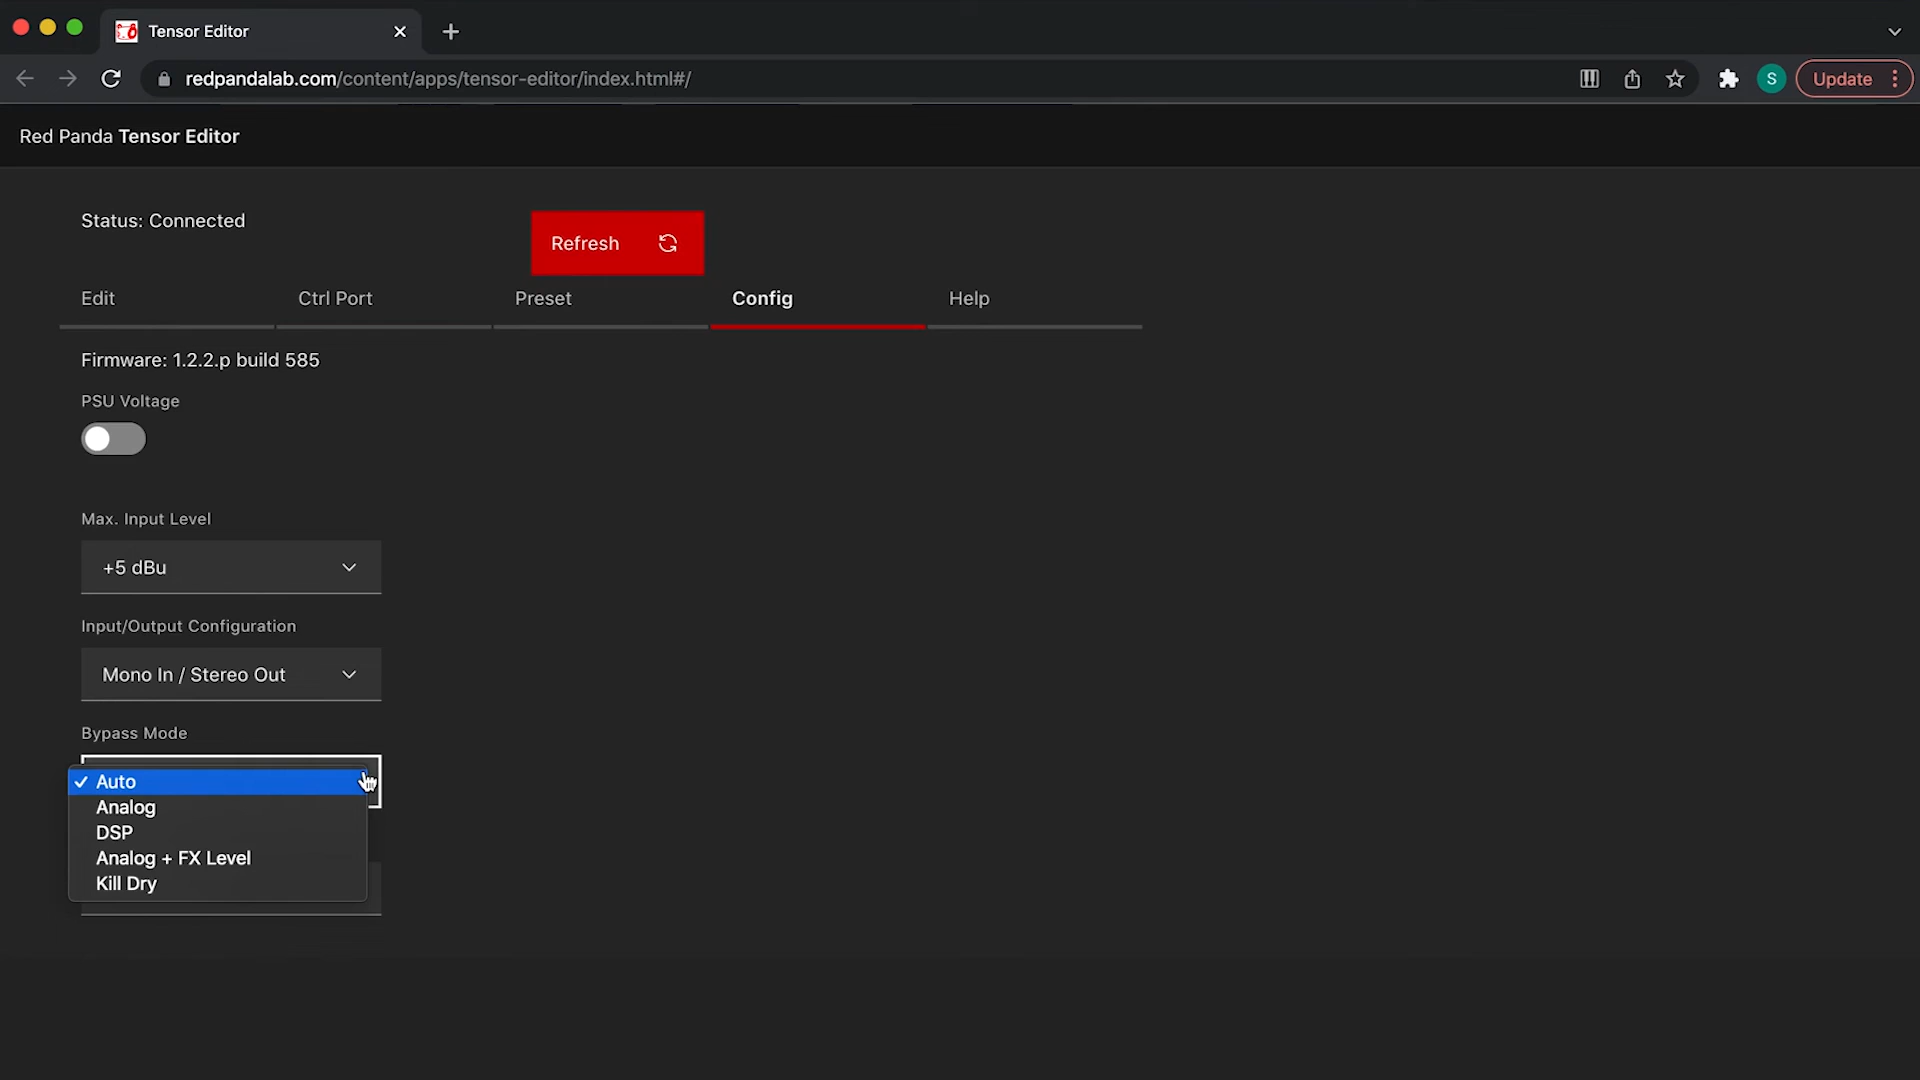 Tensor Editor
redpandalab.com/content/apps/tensor-editor/index.html#/
S
Update
Red Panda Tensor Editor
Status: Connected
Refresh
Edit
Ctrl Port
Preset
Config
Help
Firmware: 1.2.2.p build 585
PSU Voltage
Max. Input Level
+5 dBu
Input/Output Configuration
Mono In / Stereo Out
Bypass Mode
Auto
Analog
DSP
Analog + FX Level
Kill Dry